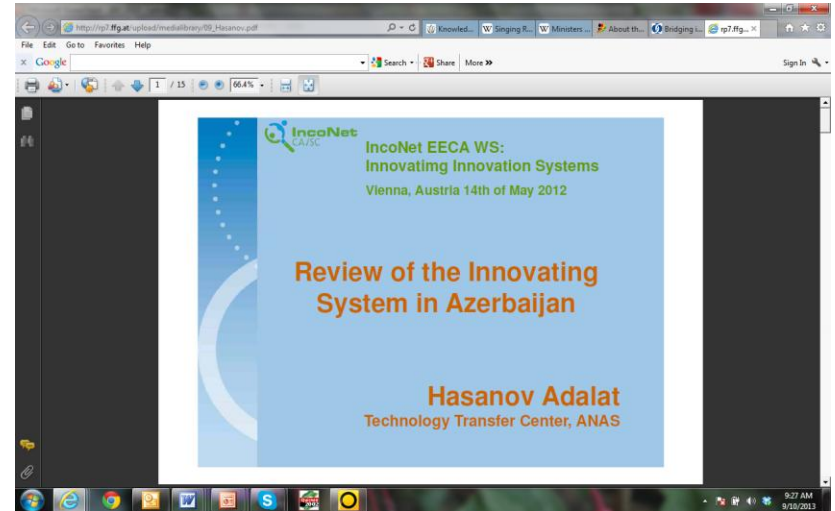 http://rp7.ffg.at/upload/medialibrary/09_Hasanov.pdf
Knowled...
Singing R...
Ministers ...
About th...
Bridging i...
rp7.ffg...
File Edit Go to Favorites Help
Google
Search
Share
More »
Sign In
1 / 15
66.4%
IncoNet
CA/SC
IncoNet EECA WS:
Innovatimg Innovation Systems
Vienna, Austria 14th of May 2012
Review of the Innovating
System in Azerbaijan
Hasanov Adalat
Technology Transfer Center, ANAS
9:27 AM
9/10/2013